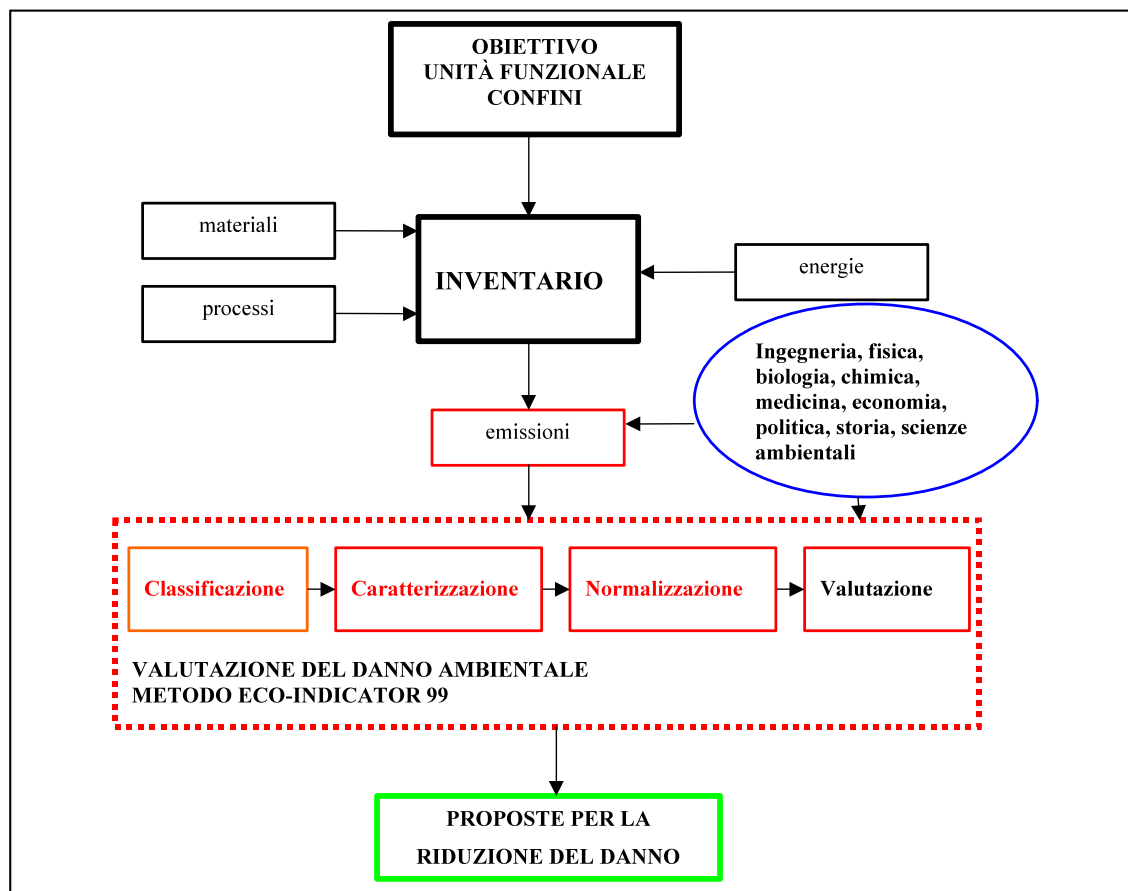 OBIETTIVO
UNITÀ FUNZIONALE
CONFINI
materiali
INVENTARIO
energie
processi
Ingegneria, fisica,
biologia, chimica,
medicina, economia,
politica, storia, scienze
ambientali
emissioni
Classificazione
Caratterizzazione
Normalizzazione
Valutazione
VALUTAZIONE DEL DANNO AMBIENTALE
METODO ECO-INDICATOR 99
PROPOSTE PER LA
RIDUZIONE DEL DANNO